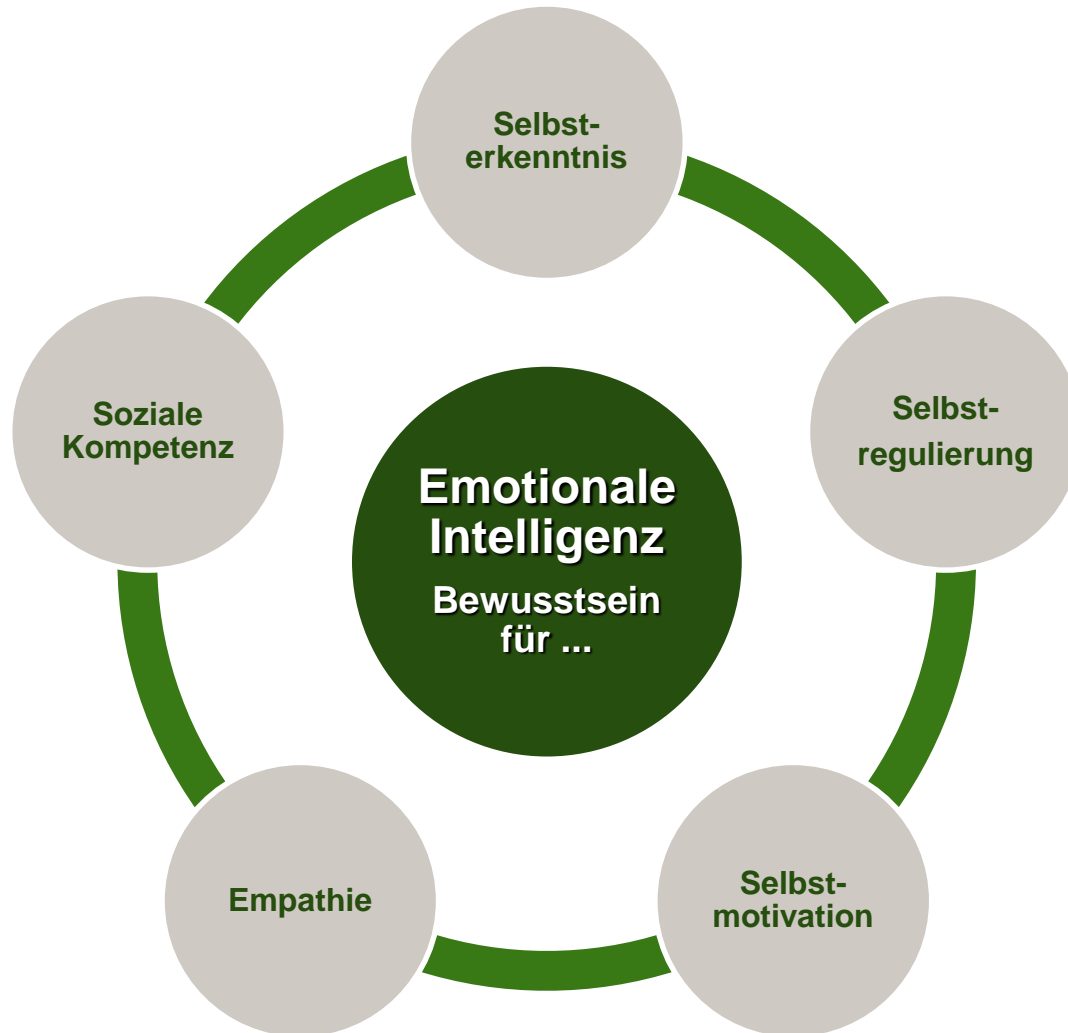 Selbst-
erkenntnis
Selbst-
regulierung
Selbst-
motivation
Empathie
Soziale
Kompetenz
Emotionale
Intelligenz
Bewusstsein
für ...